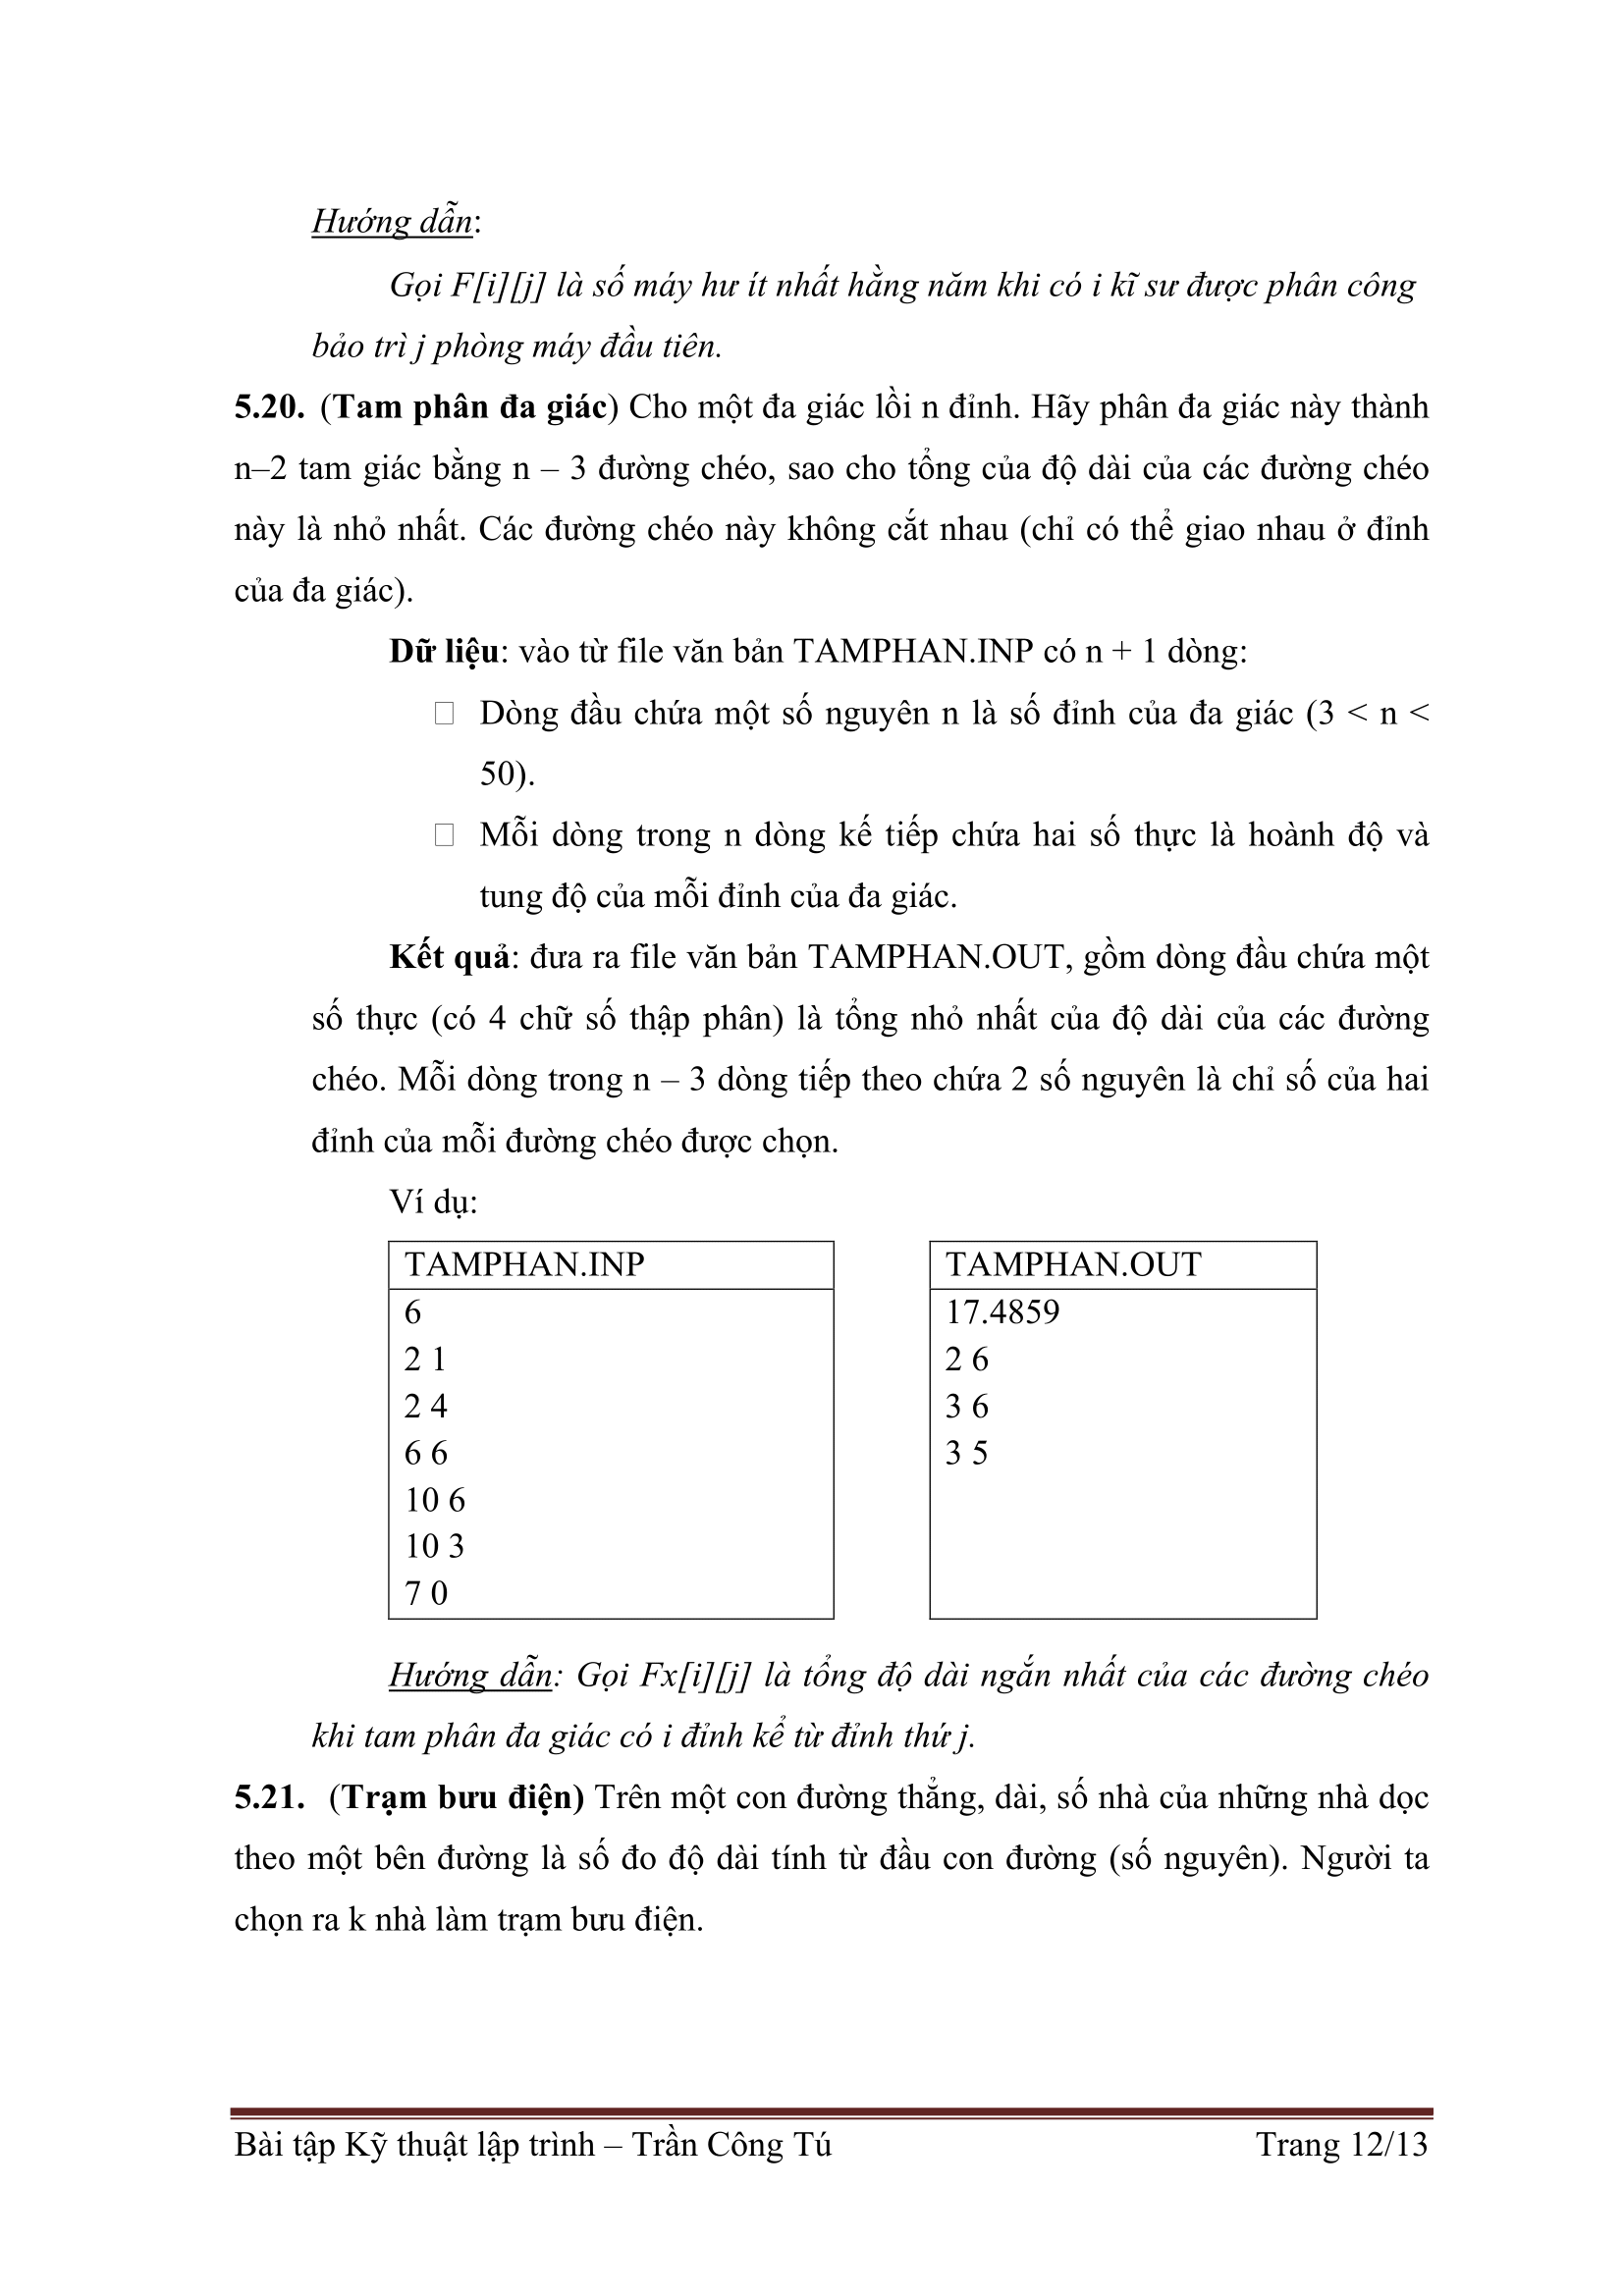 Hướng dẫn:
Gọi F[i][j] là số máy hư ít nhất hằng năm khi có i kĩ sư được phân công
bảo trì j phòng máy đầu tiên.
5.20. (Tam phân đa giác) Cho một đa giác lồi n đỉnh. Hãy phân đa giác này thành
n–2 tam giác bằng n – 3 đường chéo, sao cho tổng của độ dài của các đường chéo
này là nhỏ nhất. Các đường chéo này không cắt nhau (chỉ có thể giao nhau ở đỉnh
của đa giác).
Dữ liệu: vào từ file văn bản TAMPHAN.INP có n + 1 dòng:
Dòng đầu chứa một số nguyên n là số đỉnh của đa giác (3 < n <
50).
Mỗi dòng trong n dòng kế tiếp chứa hai số thực là hoành độ và
tung độ của mỗi đỉnh của đa giác.
Kết quả: đưa ra file văn bản TAMPHAN.OUT, gồm dòng đầu chứa một
số thực (có 4 chữ số thập phân) là tổng nhỏ nhất của độ dài của các đường
chéo. Mỗi dòng trong n – 3 dòng tiếp theo chứa 2 số nguyên là chỉ số của hai
đỉnh của mỗi đường chéo được chọn.
Ví dụ:
TAMPHAN.INP
6
2 1
2 4
6 6
10 6
10 3
7 0
TAMPHAN.OUT
17.4859
2 6
3 6
3 5
Hướng dẫn: Gọi Fx[i][j] là tổng độ dài ngắn nhất của các đường chéo
khi tam phân đa giác có i đỉnh kể từ đỉnh thứ j.
5.21. (Trạm bưu điện) Trên một con đường thẳng, dài, số nhà của những nhà dọc
theo một bên đường là số đo độ dài tính từ đầu con đường (số nguyên). Người ta
chọn ra k nhà làm trạm bưu điện.
Bài tập Kỹ thuật lập trình – Trần Công Tú
Trang 12/13